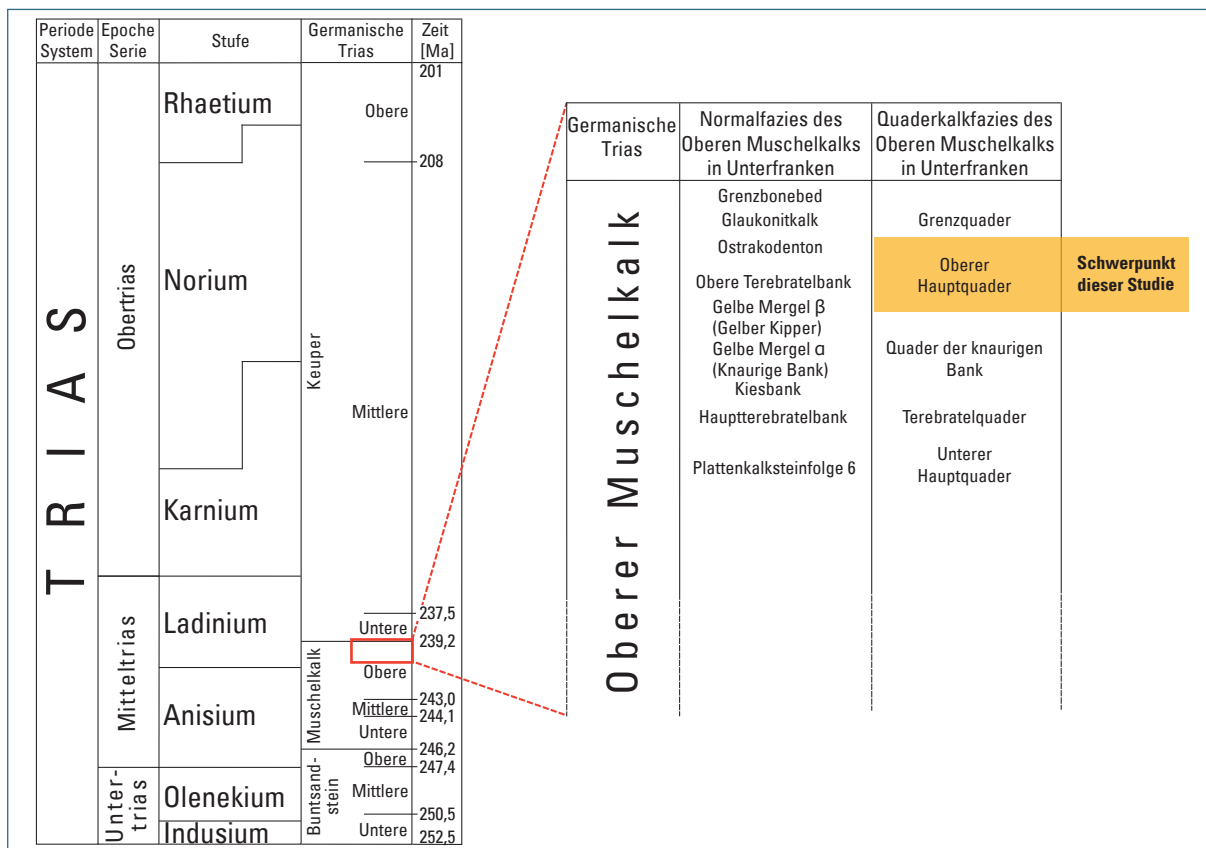 Periode System
Epoche Serie
Stufe
Germanische Trias
Zeit [Ma]
TRIAS
Obertrias
Mitteltrias
Unter-
trias
Rhaetium
Norium
Karnium
Ladinium
Anisium
Olenekium
Indusium
Keuper
Muschelkalk
Buntsand-
stein
Obere
Mittlere
Untere
Obere
Mittlere
Untere
Obere
Mittlere
Untere
201
208
237,5
239,2
243,0
244,1
246,2
247,4
250,5
252,5
Germanische
Trias
Normalfazies des
Oberen Muschelkalks
in Unterfranken
Quaderkalkfazies des
Oberen Muschelkalks
in Unterfranken
Oberer Muschelkalk
Grenzbonebed
Glaukonitkalk
Ostrakodenton
Obere Terebratelbank
Gelbe Mergel β
(Gelber Kipper)
Gelbe Mergel α
(Knaurige Bank)
Kiesbank
Hauptterebratelbank
Plattenkalksteinfolge 6
Grenzquader
Oberer
Hauptquader
Quader der knaurigen
Bank
Terebratelquader
Unterer
Hauptquader
Schwerpunkt
dieser Studie